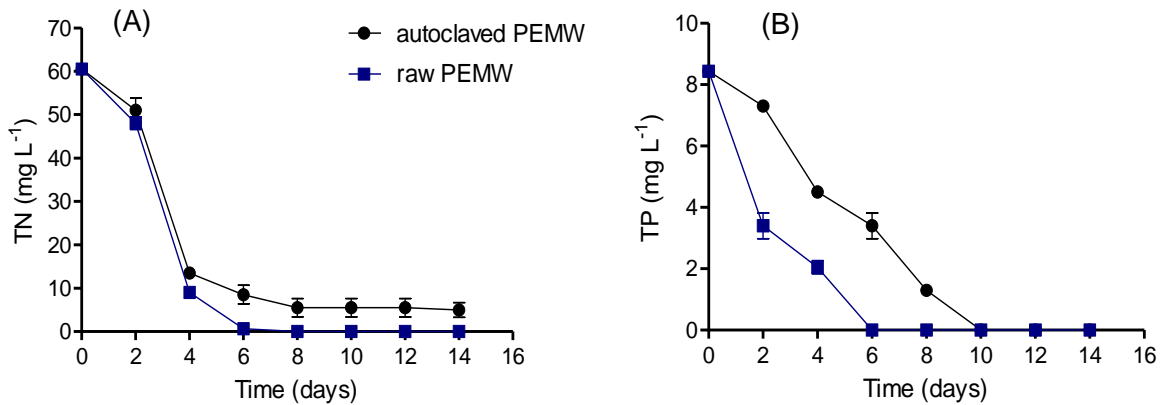 (A)
autoclaved PEMW
raw PEMW
TN (mg L⁻¹)
70
60
50
40
30
20
10
0
0 2 4 6 8 10 12 14 16
Time (days)
(B)
TP (mg L⁻¹)
10
8
6
4
2
0
0 2 4 6 8 10 12 14 16
Time (days)